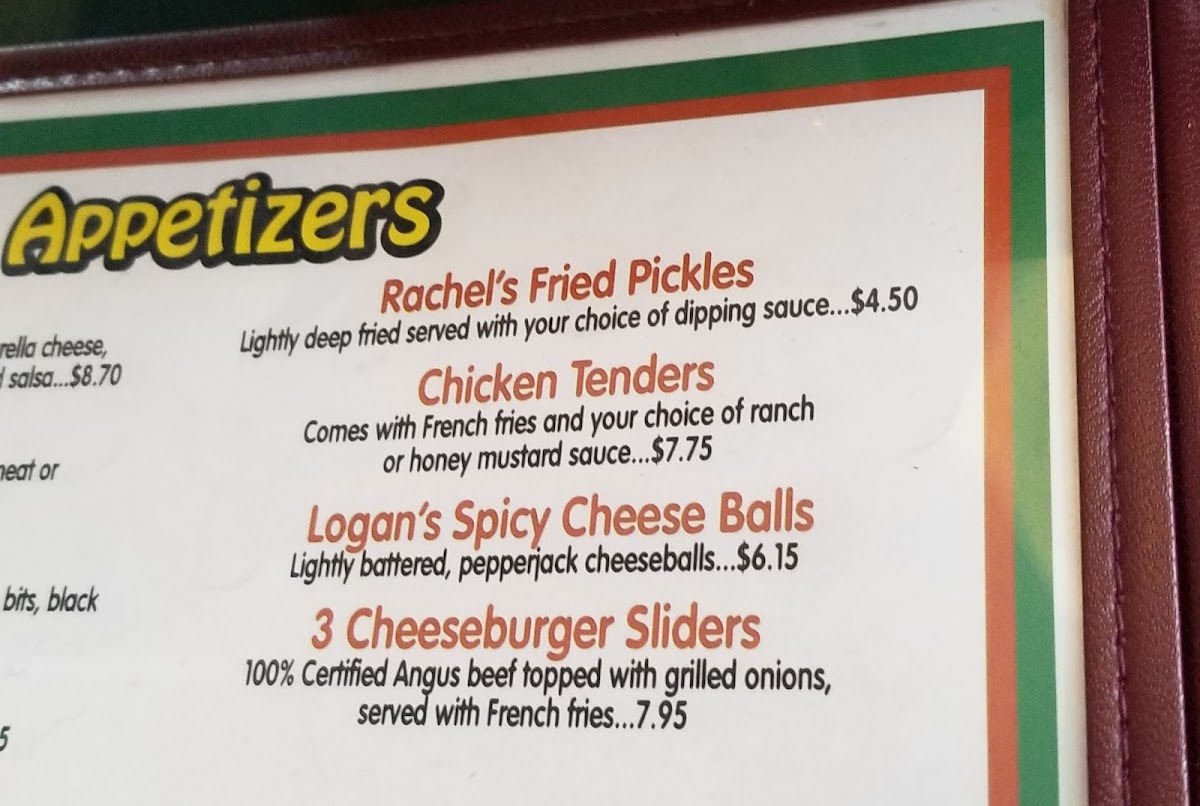 Appetizers
cheese,
salsa...$8.70
or
bits, black
5
Rachel's Fried Pickles
Lightly deep fried served with your choice of dipping sauce...$4.50
Chicken Tenders
Comes with French fries and your choice of ranch
or honey mustard sauce...$7.75
Logan's Spicy Cheese Balls
Lightly battered, pepperjack cheeseballs...$6.15
3 Cheeseburger Sliders
100% Certified Angus beef topped with grilled onions,
served with French fries...7.95